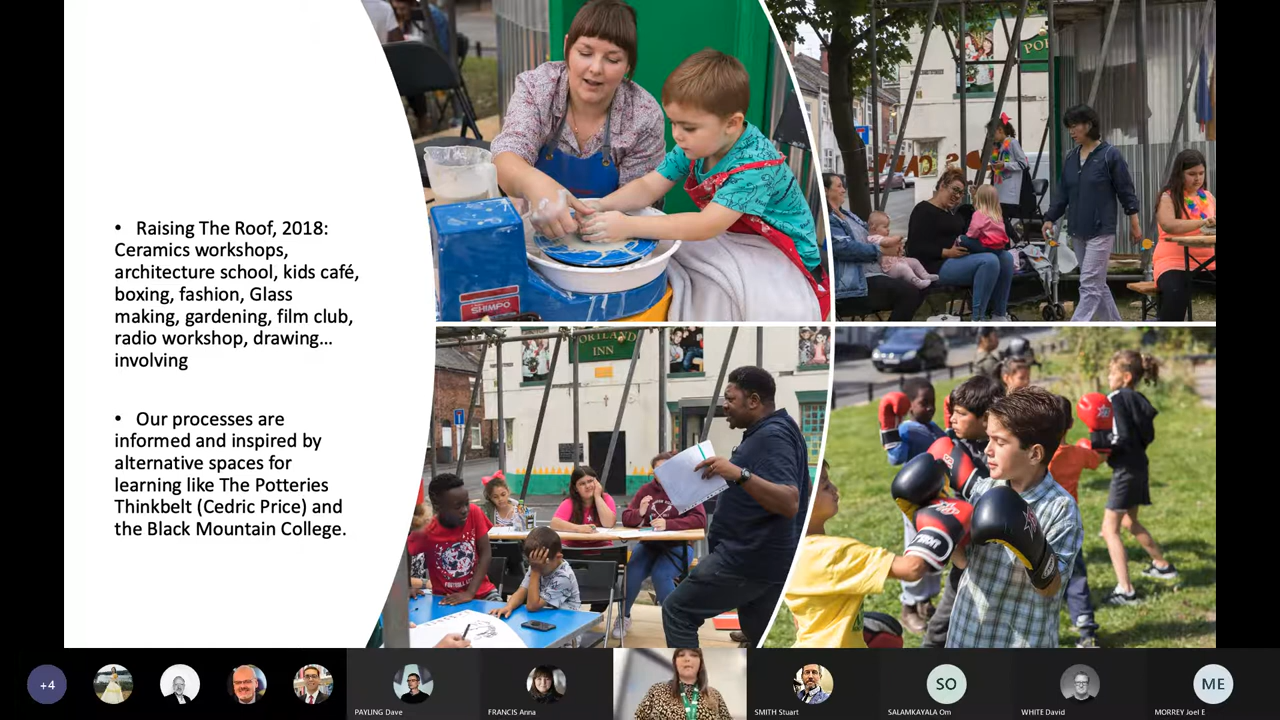 • Raising The Roof, 2018:
Ceramics workshops,
architecture school, kids café,
boxing, fashion, Glass
making, gardening, film club,
radio workshop, drawing...
involving
• Our processes are
informed and inspired by
alternative spaces for
learning like The Potteries
Thinkbelt (Cedric Price) and
the Black Mountain College.
SHIMPO
PORTLAND
INN
+4
PAYLING Dave
FRANCIS Anna
SMITH Stuart
SO
SALAMKAYALA Om
WHITE David
ME
MORREY Joel E